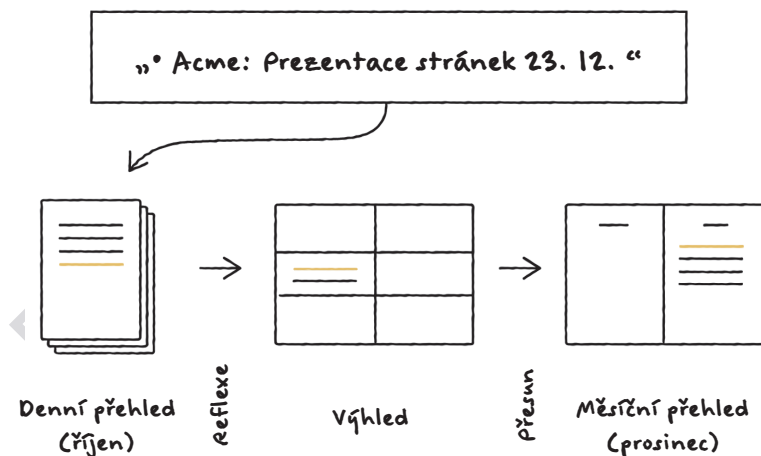 „• Acme: Prezentace stránek 23. 12. “
Denní přehled
(říjen)
Reflexe
Výhled
Přesun
Měsíční přehled
(prosinec)